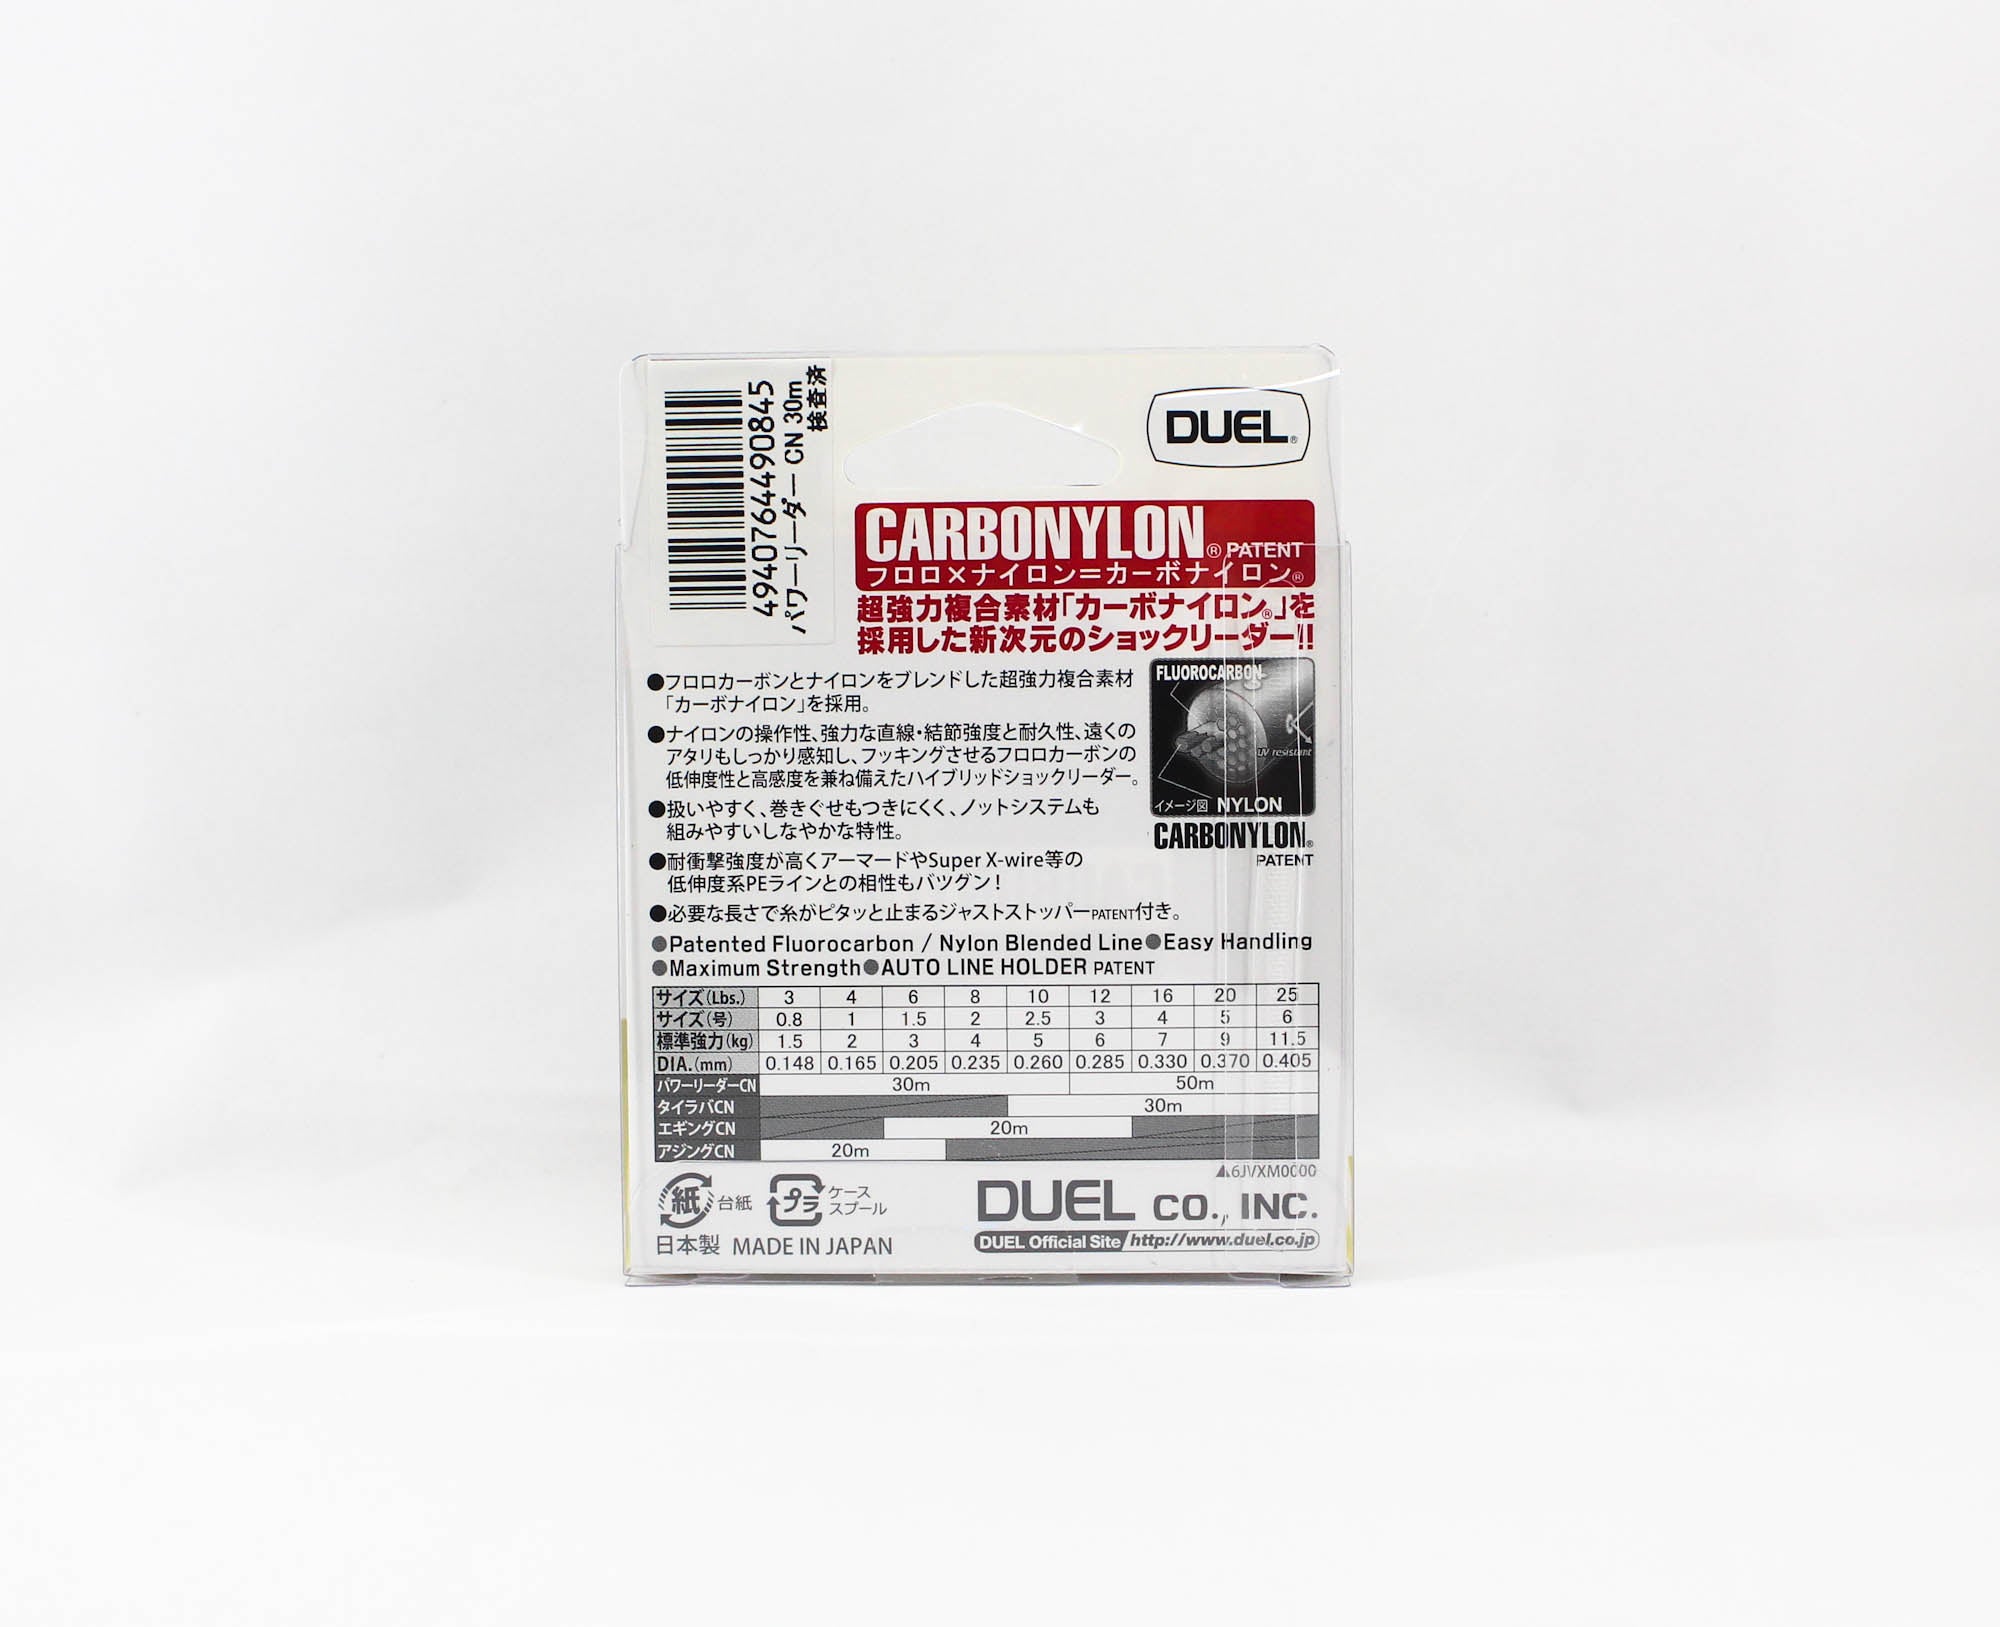 4940764490845
パワーリーダー CN 30m
検査済
DUEL®
CARBONYLON® PATENT
フロロ×ナイロン=カーボナイロン®
超強力複合素材「カーボナイロン®」を
採用した新次元のショックリーダー!!
●フロロカーボンとナイロンをブレンドした超強力複合素材
「カーボナイロン」を採用。
●ナイロンの操作性、強力な直線・結節強度と耐久性、遠くの
アタリもしっかり感知し、フッキングさせるフロロカーボンの
低伸度性と高感度を兼ね備えたハイブリッドショックリーダー。
●扱いやすく、巻きぐせもつきにくく、ノットシステムも
組みやすいしなやかな特性。
●耐衝撃強度が高くアーマードやSuper X-wire等の
低伸度系PEラインとの相性もバツグン!
●必要な長さで糸がピタッと止まるジャストストッパーPATENT付き。
FLUOROCARBON
UV resistant
イメージ図 NYLON
CARBONYLON®
PATENT
●Patented Fluorocarbon / Nylon Blended Line●Easy Handling
●Maximum Strength●AUTO LINE HOLDER PATENT
サイズ(Lbs.) 3 4 6 8 10 12 16 20 25
サイズ(号) 0.8 1 1.5 2 2.5 3 4 5 6
標準強力(kg) 1.5 2 3 4 5 6 7 9 11.5
DIA.(mm) 0.148 0.165 0.205 0.235 0.260 0.285 0.330 0.370 0.405
パワーリーダーCN 30m 50m
タイラバCN 30m
エギングCN 20m
アジングCN 20m
▲6JVXM0000
紙 台紙 プラ ケース
スプール
日本製 MADE IN JAPAN
DUEL CO., INC.
DUEL Official Site http://www.duel.co.jp